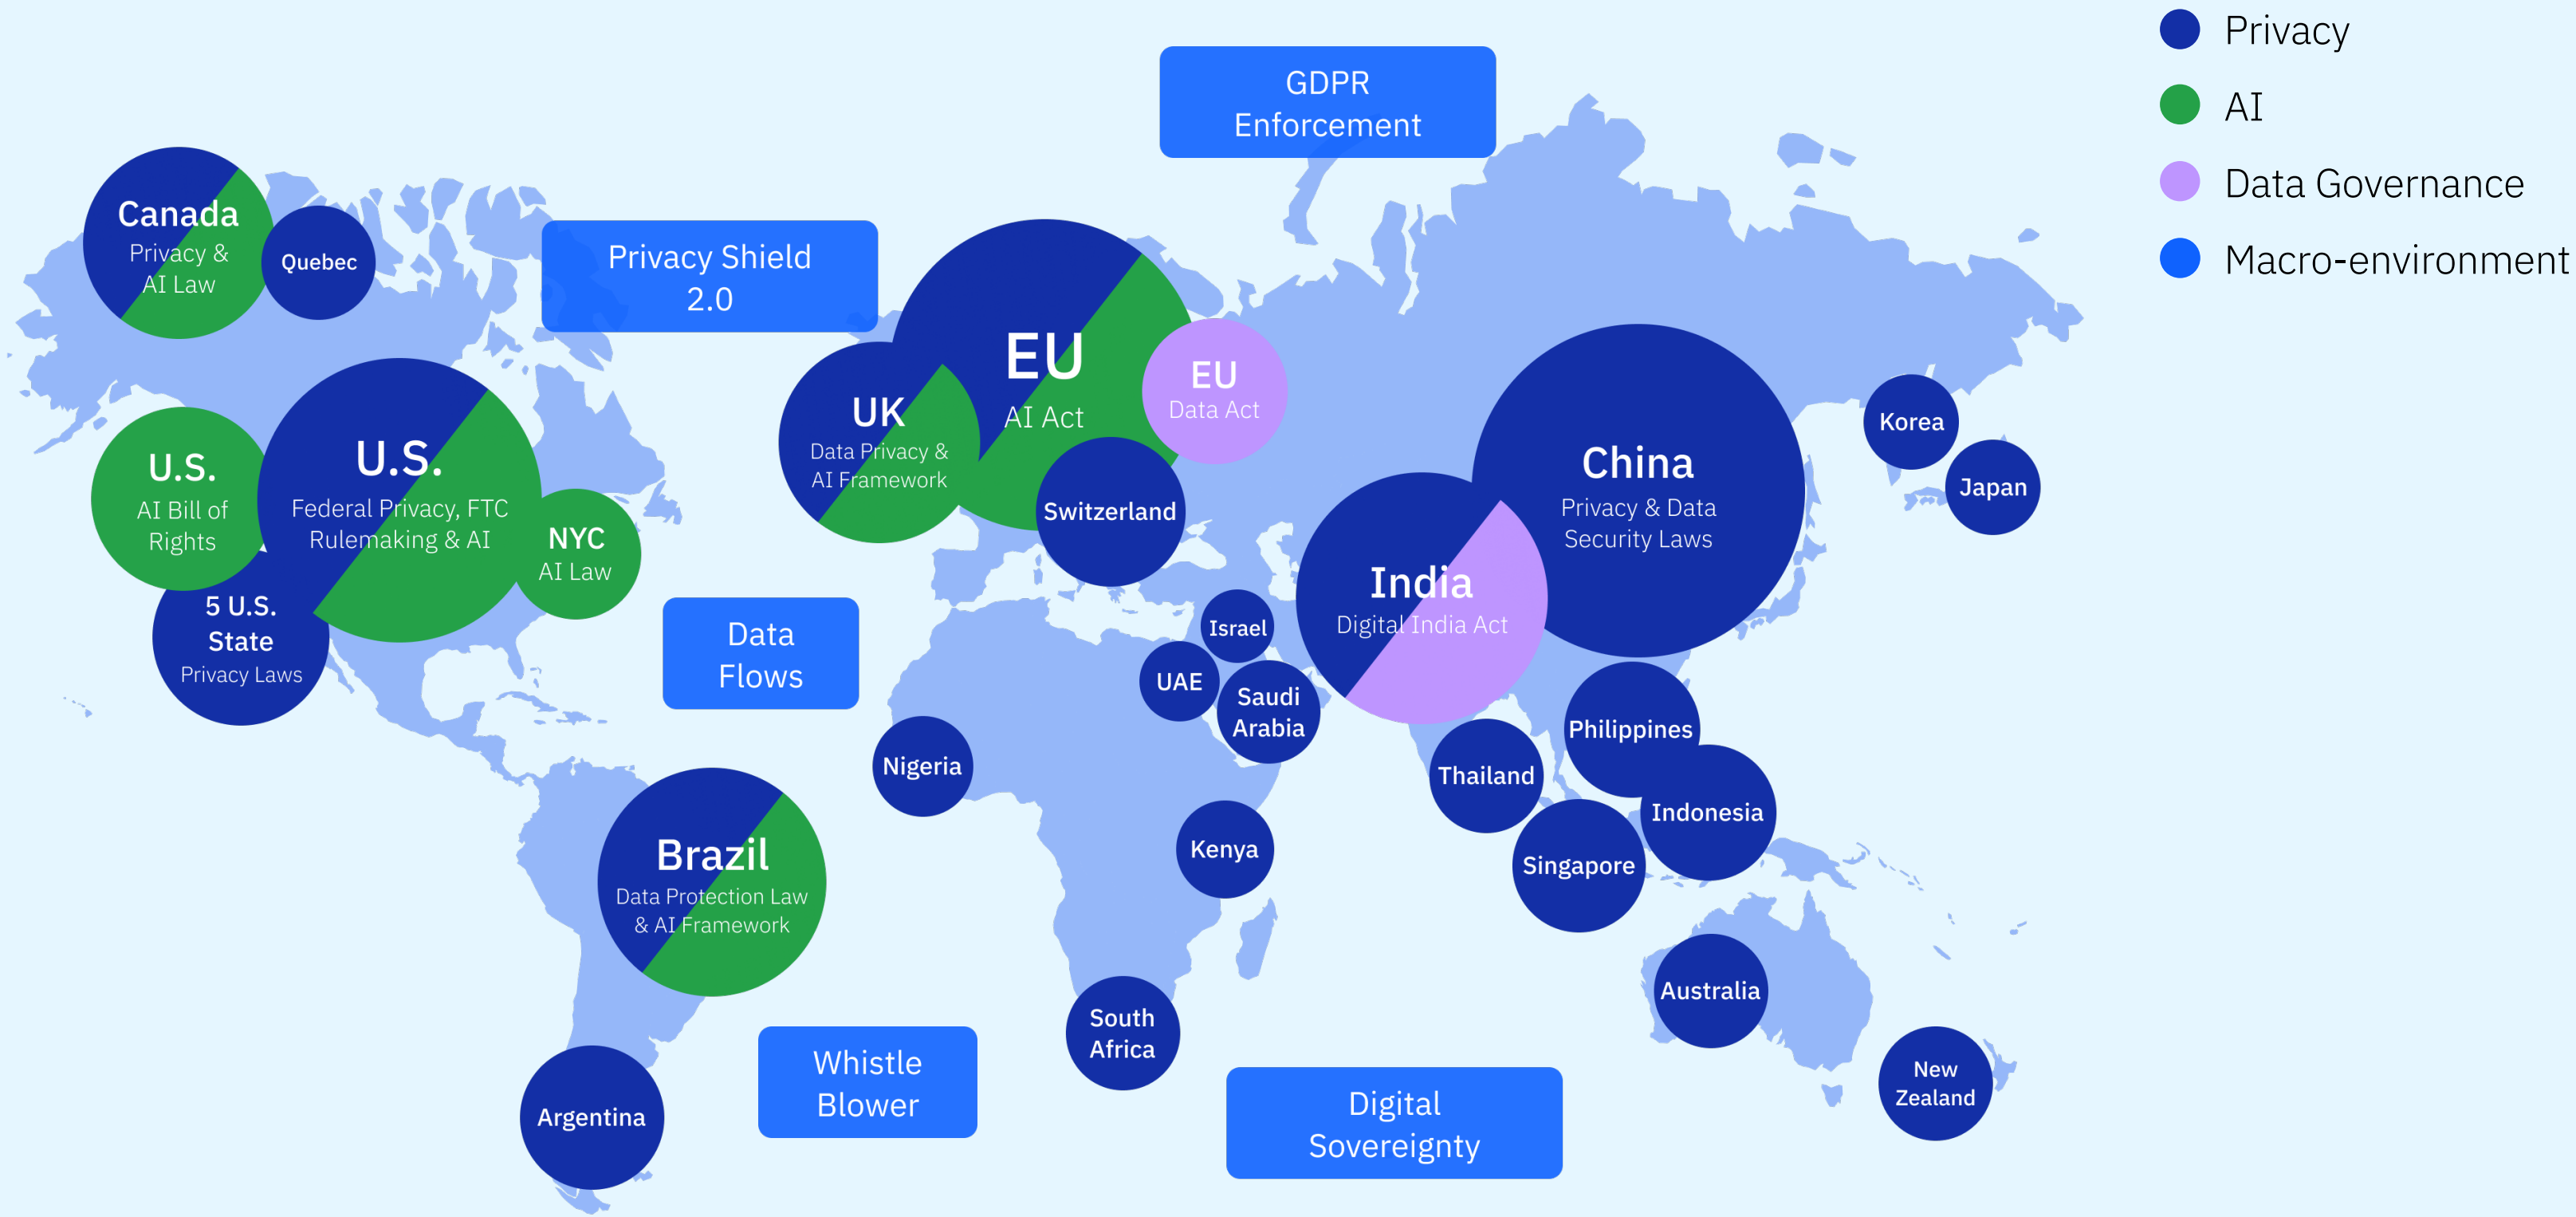 Privacy
AI
Data Governance
Macro-environment
GDPR
Enforcement
Privacy Shield
2.0
Canada
Privacy &
AI Law
Quebec
U.S.
AI Bill of
Rights
U.S.
Federal Privacy, FTC
Rulemaking & AI
NYC
AI Law
5 U.S.
State
Privacy Laws
Data
Flows
UK
Data Privacy &
AI Framework
EU
AI Act
EU
Data Act
Switzerland
China
Privacy & Data
Security Laws
Korea
Japan
India
Digital India Act
Israel
UAE
Saudi
Arabia
Nigeria
Kenya
South
Africa
Philippines
Thailand
Indonesia
Singapore
Australia
New
Zealand
Brazil
Data Protection Law
& AI Framework
Argentina
Whistle
Blower
Digital
Sovereignty